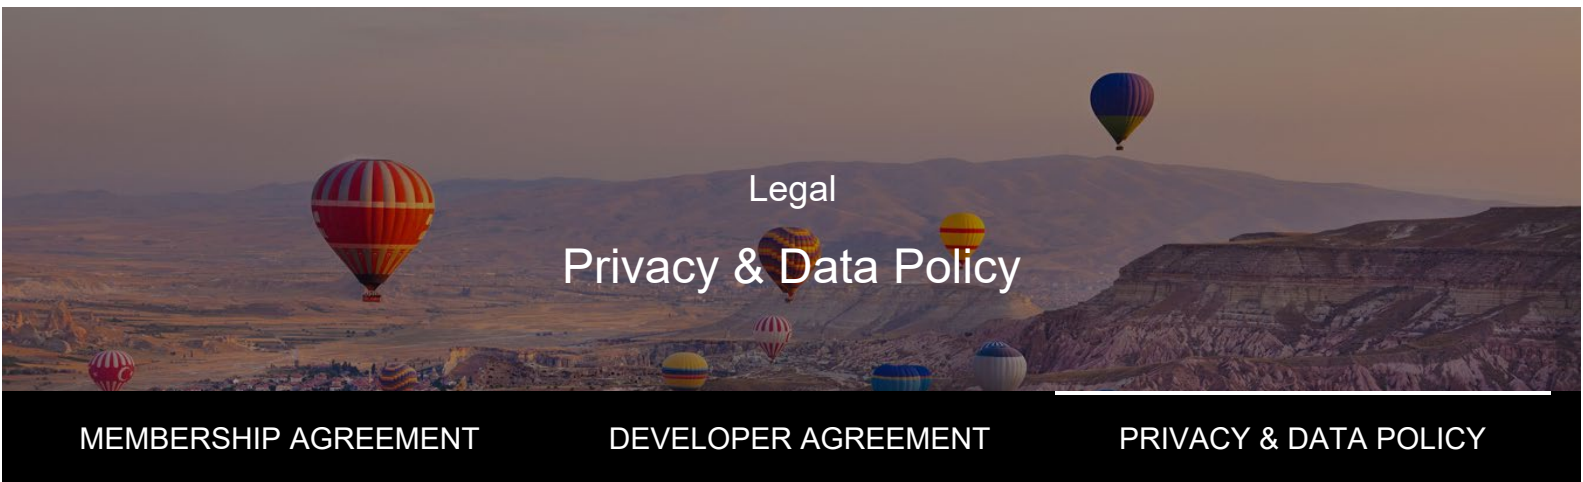 Legal
Privacy & Data Policy
MEMBERSHIP AGREEMENT
DEVELOPER AGREEMENT
PRIVACY & DATA POLICY